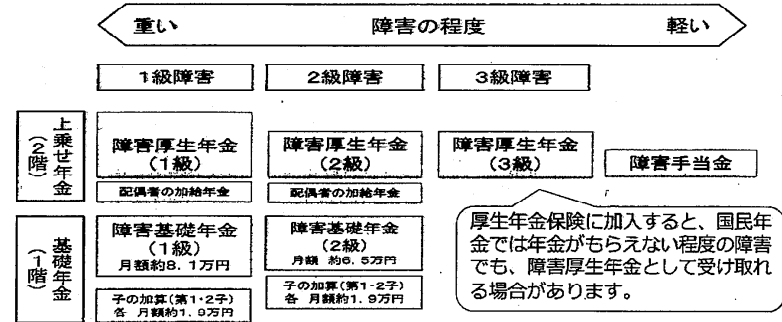 重い 障害の程度 軽い
1級障害 2級障害 3級障害
上乗せ年金
(2階)
障害厚生年金
(1級)
障害厚生年金
(2級)
障害厚生年金
(3級)
障害手当金
配偶者の加給年金
配偶者の加給年金
基礎年金
(1階)
障害基礎年金
(1級)
月額約8.1万円
障害基礎年金
(2級)
月額 約6.5万円
子の加算(第1・2子)
各 月額約1.9万円
子の加算(第1-2子)
各 月額約1.9万円
厚生年金保険に加入すると、国民年
金では年金がもらえない程度の障害
でも、障害厚生年金として受け取れ
る場合があります。